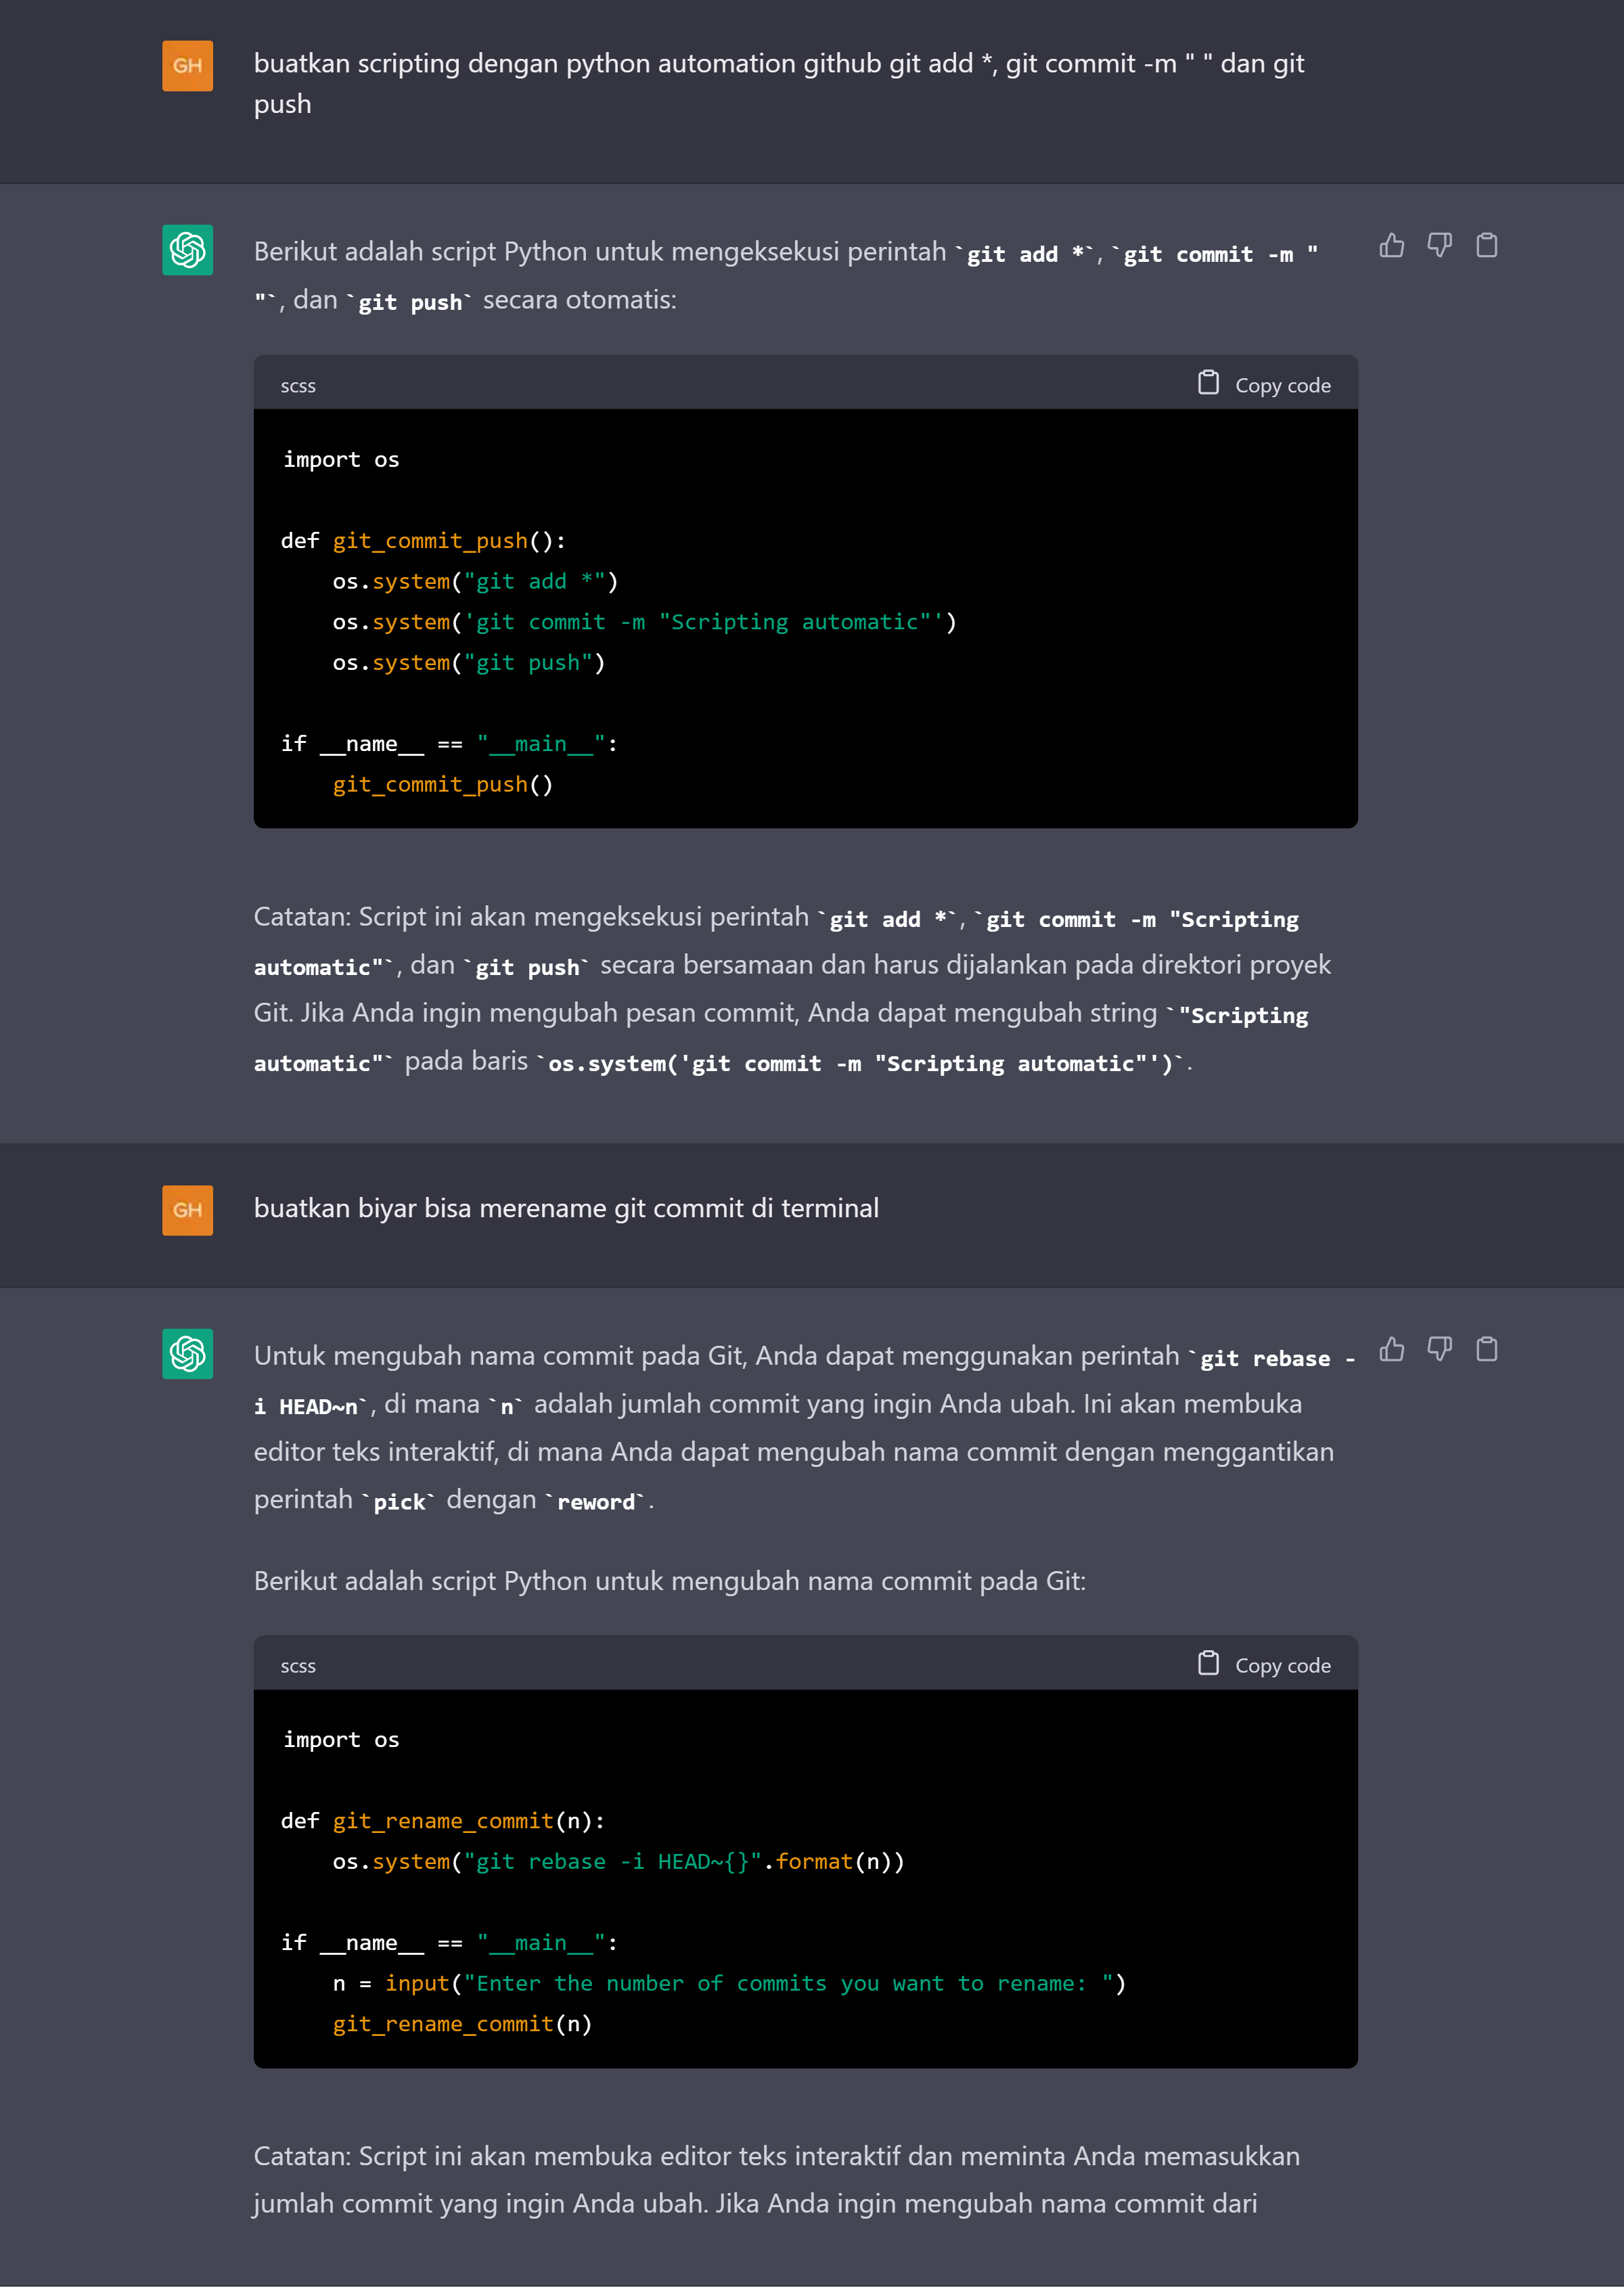 GH
buatkan scripting dengan python automation github git add *, git commit -m " " dan git
push
Berikut adalah script Python untuk mengeksekusi perintah `git add *`, `git commit -m "
"`, dan `git push` secara otomatis:
scss
Copy code
import os
def git_commit_push():
    os.system("git add *")
    os.system('git commit -m "Scripting automatic"')
    os.system("git push")
if __name__ == "__main__":
    git_commit_push()
Catatan: Script ini akan mengeksekusi perintah `git add *`, `git commit -m "Scripting
automatic"`, dan `git push` secara bersamaan dan harus dijalankan pada direktori proyek
Git. Jika Anda ingin mengubah pesan commit, Anda dapat mengubah string `"Scripting
automatic"` pada baris `os.system('git commit -m "Scripting automatic"')`.
GH
buatkan biyar bisa merename git commit di terminal
Untuk mengubah nama commit pada Git, Anda dapat menggunakan perintah `git rebase -
i HEAD~n`, di mana `n` adalah jumlah commit yang ingin Anda ubah. Ini akan membuka
editor teks interaktif, di mana Anda dapat mengubah nama commit dengan menggantikan
perintah `pick` dengan `reword`.
Berikut adalah script Python untuk mengubah nama commit pada Git:
scss
Copy code
import os
def git_rename_commit(n):
    os.system("git rebase -i HEAD~{}".format(n))
if __name__ == "__main__":
    n = input("Enter the number of commits you want to rename: ")
    git_rename_commit(n)
Catatan: Script ini akan membuka editor teks interaktif dan meminta Anda memasukkan
jumlah commit yang ingin Anda ubah. Jika Anda ingin mengubah nama commit dari